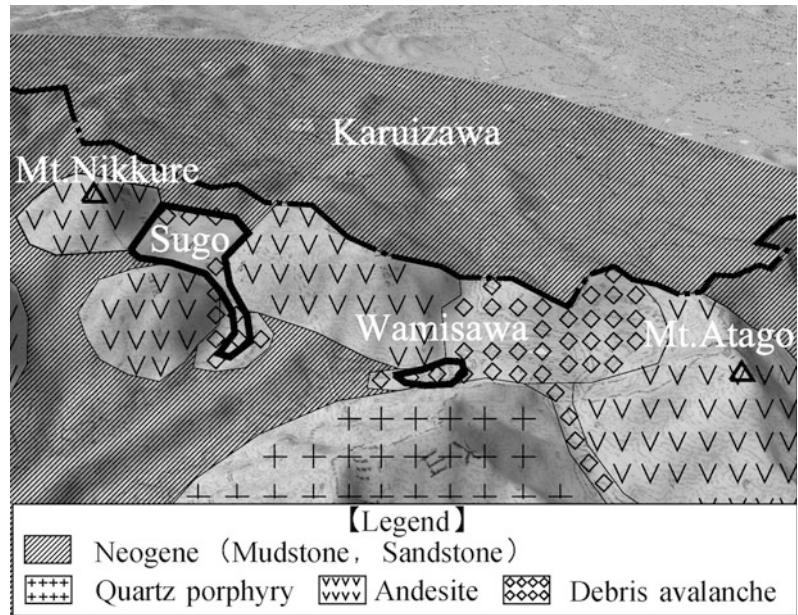 Karuizawa
Mt.Nikkure
Sugo
Wamisawa
Mt.Atago
【Legend】
Neogene (Mudstone, Sandstone)
Quartz porphyry
Andesite
Debris avalanche